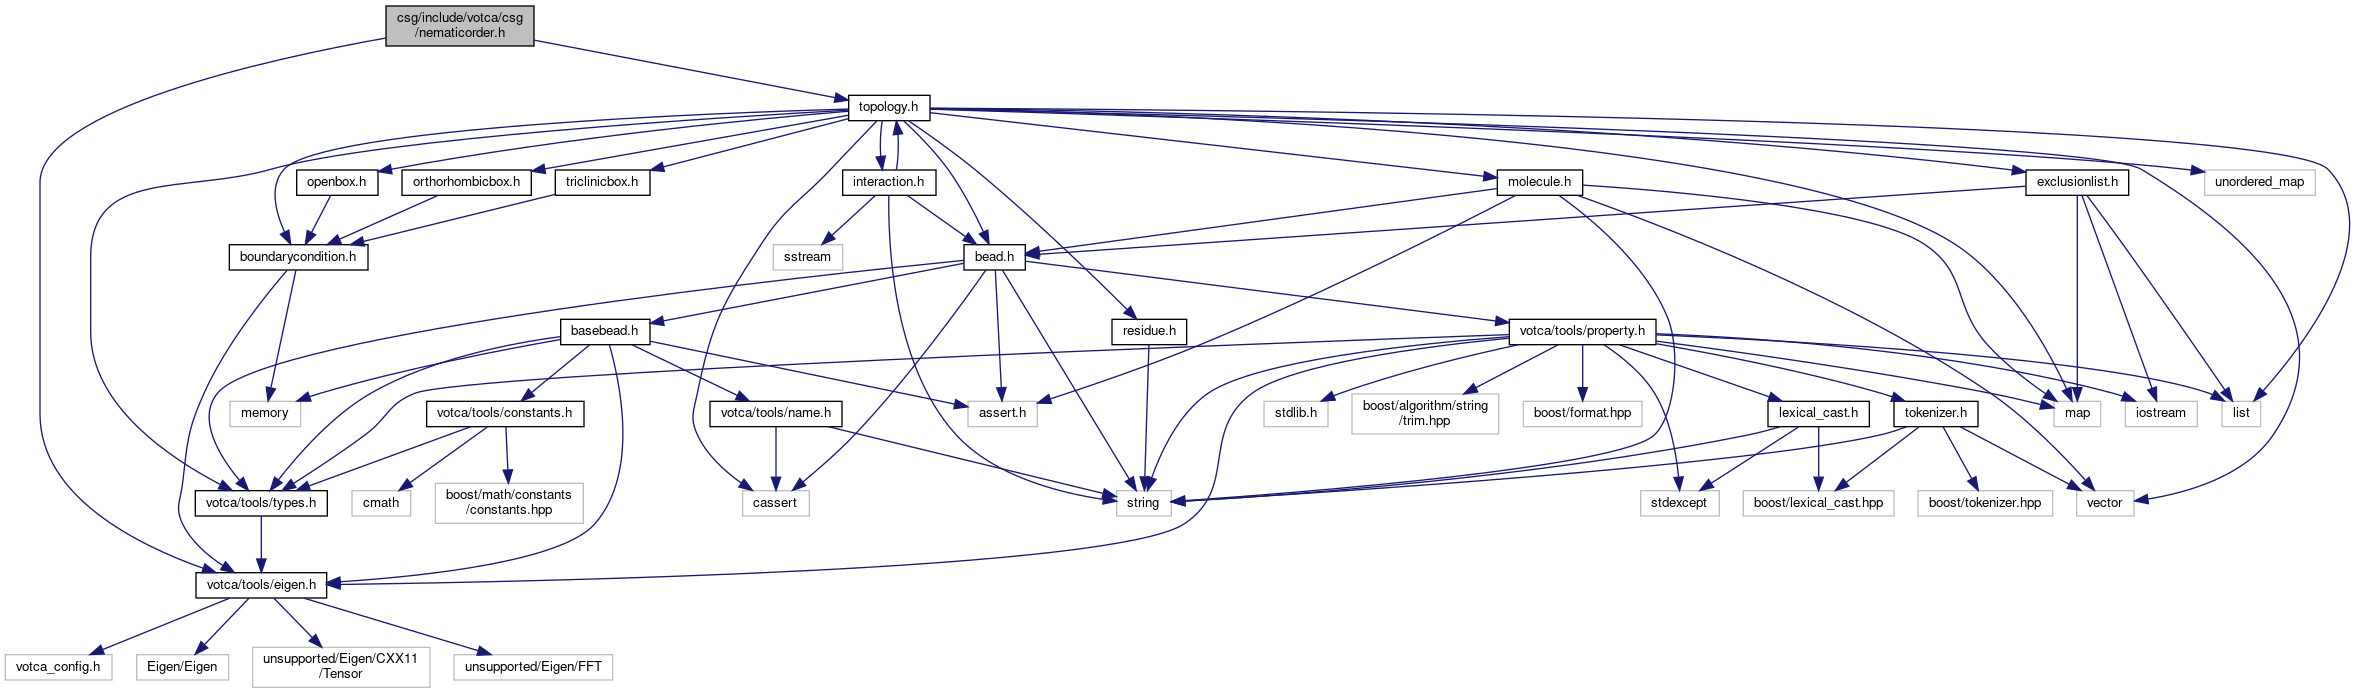 csg/include/votca/csg
/nematicorder.h
topology.h
openbox.h
orthorhombicbox.h
triclinicbox.h
interaction.h
molecule.h
exclusionlist.h
unordered_map
boundarycondition.h
sstream
bead.h
basebead.h
residue.h
votca/tools/property.h
memory
votca/tools/constants.h
votca/tools/name.h
assert.h
stdlib.h
boost/algorithm/string
/trim.hpp
boost/format.hpp
lexical_cast.h
tokenizer.h
map
iostream
list
votca/tools/types.h
cmath
boost/math/constants
/constants.hpp
cassert
string
stdexcept
boost/lexical_cast.hpp
boost/tokenizer.hpp
vector
votca/tools/eigen.h
votca_config.h
Eigen/Eigen
unsupported/Eigen/CXX11
/Tensor
unsupported/Eigen/FFT